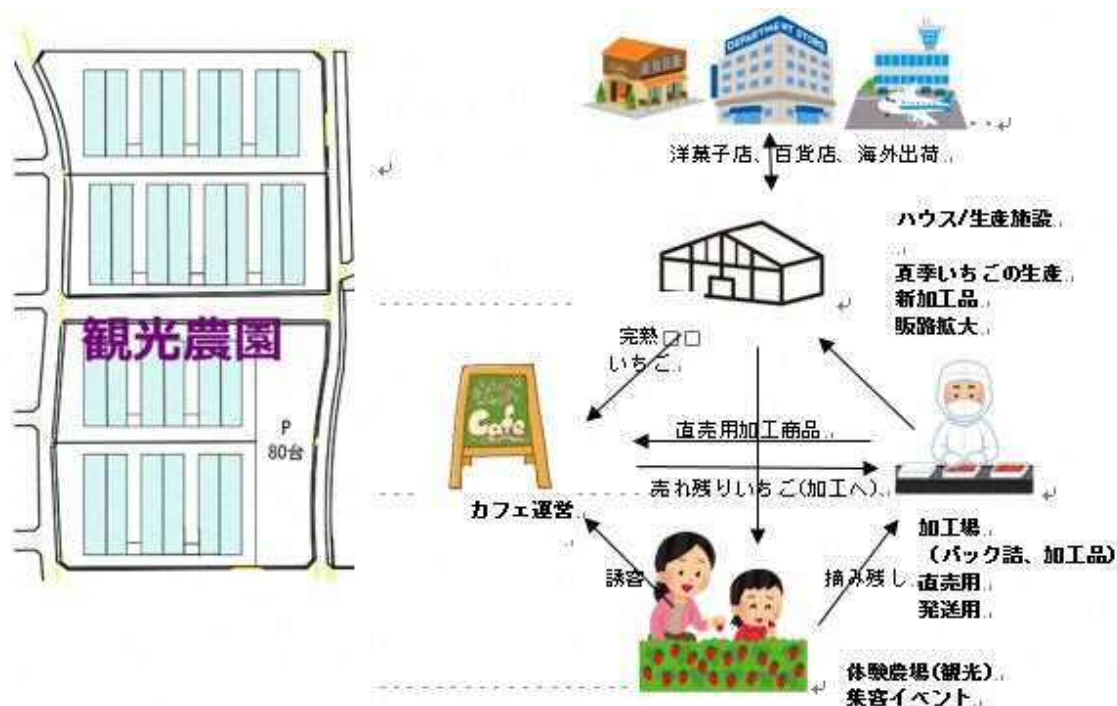 観光農園
P
80台
DEPARTMENT STORE
洋菓子店、百貨店、海外出荷
ハウス/生産施設
夏季いちごの生産
新加工品
販路拡大
完熟□□
いちご
Cafe
直売用加工商品
売れ残りいちご(加工へ)
カフェ運営
加工場
(パック詰、加工品)
誘客
摘み残し
直売用
発送用
体験農場(観光)
集客イベント